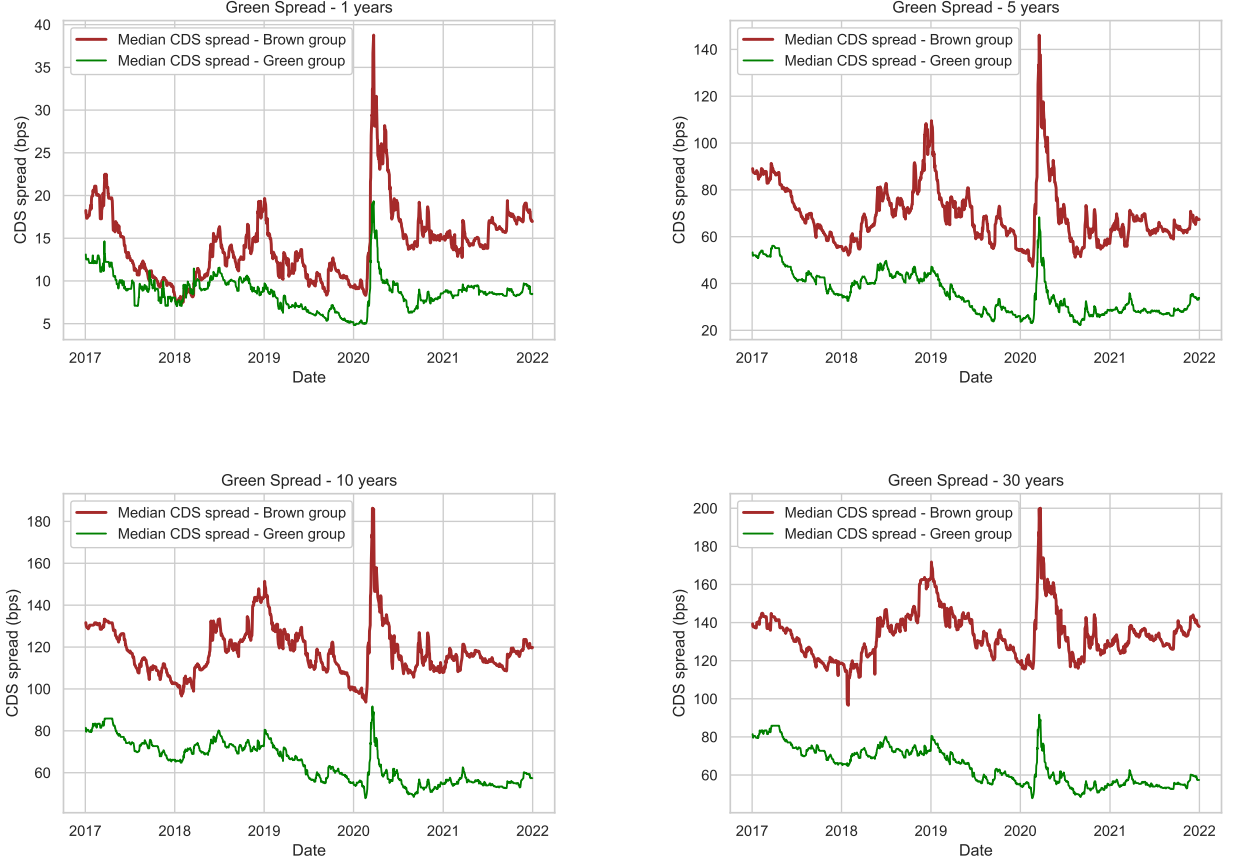 Green Spread - 1 years
Median CDS spread - Brown group
Median CDS spread - Green group
CDS spread (bps)
40
35
30
25
20
15
10
5
2017 2018 2019 2020 2021 2022
Date
Green Spread - 5 years
Median CDS spread - Brown group
Median CDS spread - Green group
CDS spread (bps)
140
120
100
80
60
40
20
2017 2018 2019 2020 2021 2022
Date
Green Spread - 10 years
Median CDS spread - Brown group
Median CDS spread - Green group
CDS spread (bps)
180
160
140
120
100
80
60
2017 2018 2019 2020 2021 2022
Date
Green Spread - 30 years
Median CDS spread - Brown group
Median CDS spread - Green group
CDS spread (bps)
200
180
160
140
120
100
80
60
2017 2018 2019 2020 2021 2022
Date